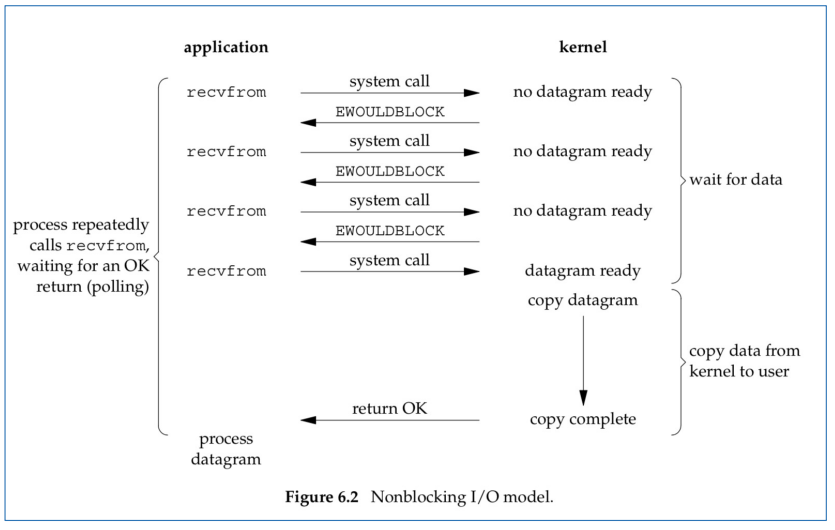 application
kernel
recvfrom
system call
no datagram ready
EWOULDBLOCK
recvfrom
system call
no datagram ready
EWOULDBLOCK
recvfrom
system call
no datagram ready
EWOULDBLOCK
recvfrom
system call
datagram ready
wait for data
process repeatedly
calls recvfrom,
waiting for an OK
return (polling)
copy datagram
copy data from
kernel to user
return OK
copy complete
process
datagram
Figure 6.2 Nonblocking I/O model.